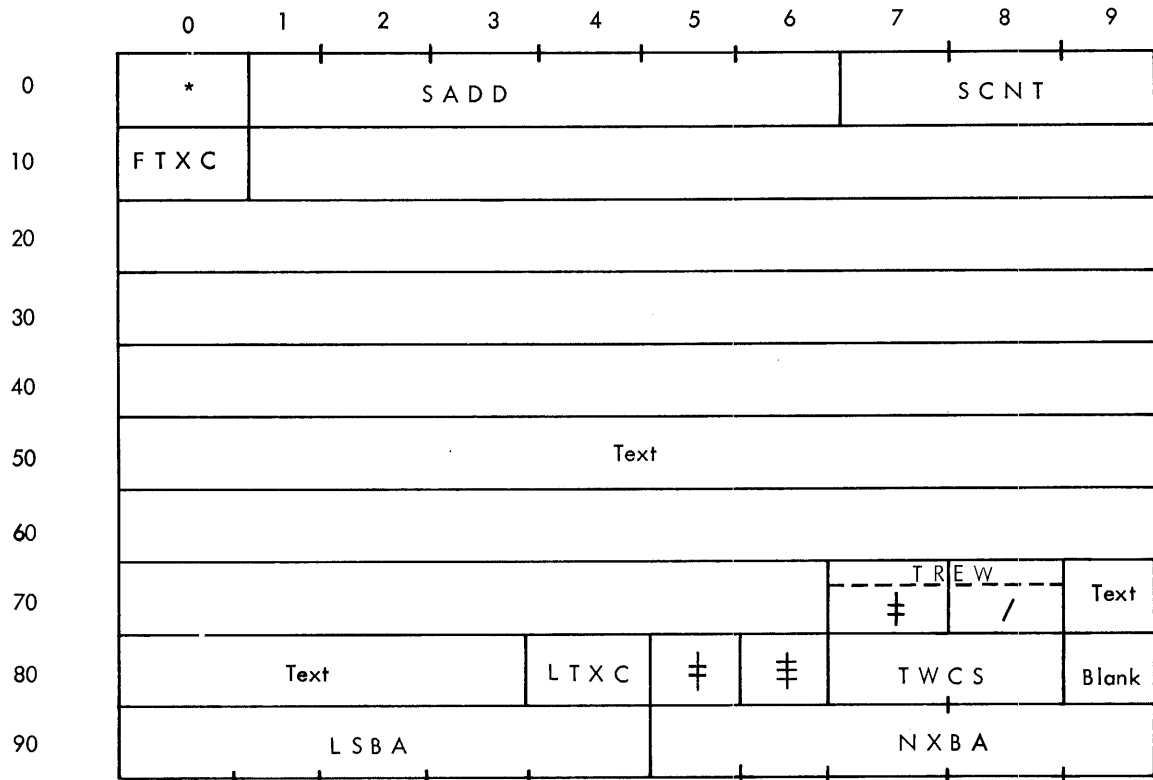 0 1 2 3 4 5 6 7 8 9
0 * SADD SCNT
10 FTXC
20
30
40
50 Text
60
70 TREW ‡ / Text
80 Text LTXC ‡ ⯒ TWCS Blank
90 LSBA NXBA